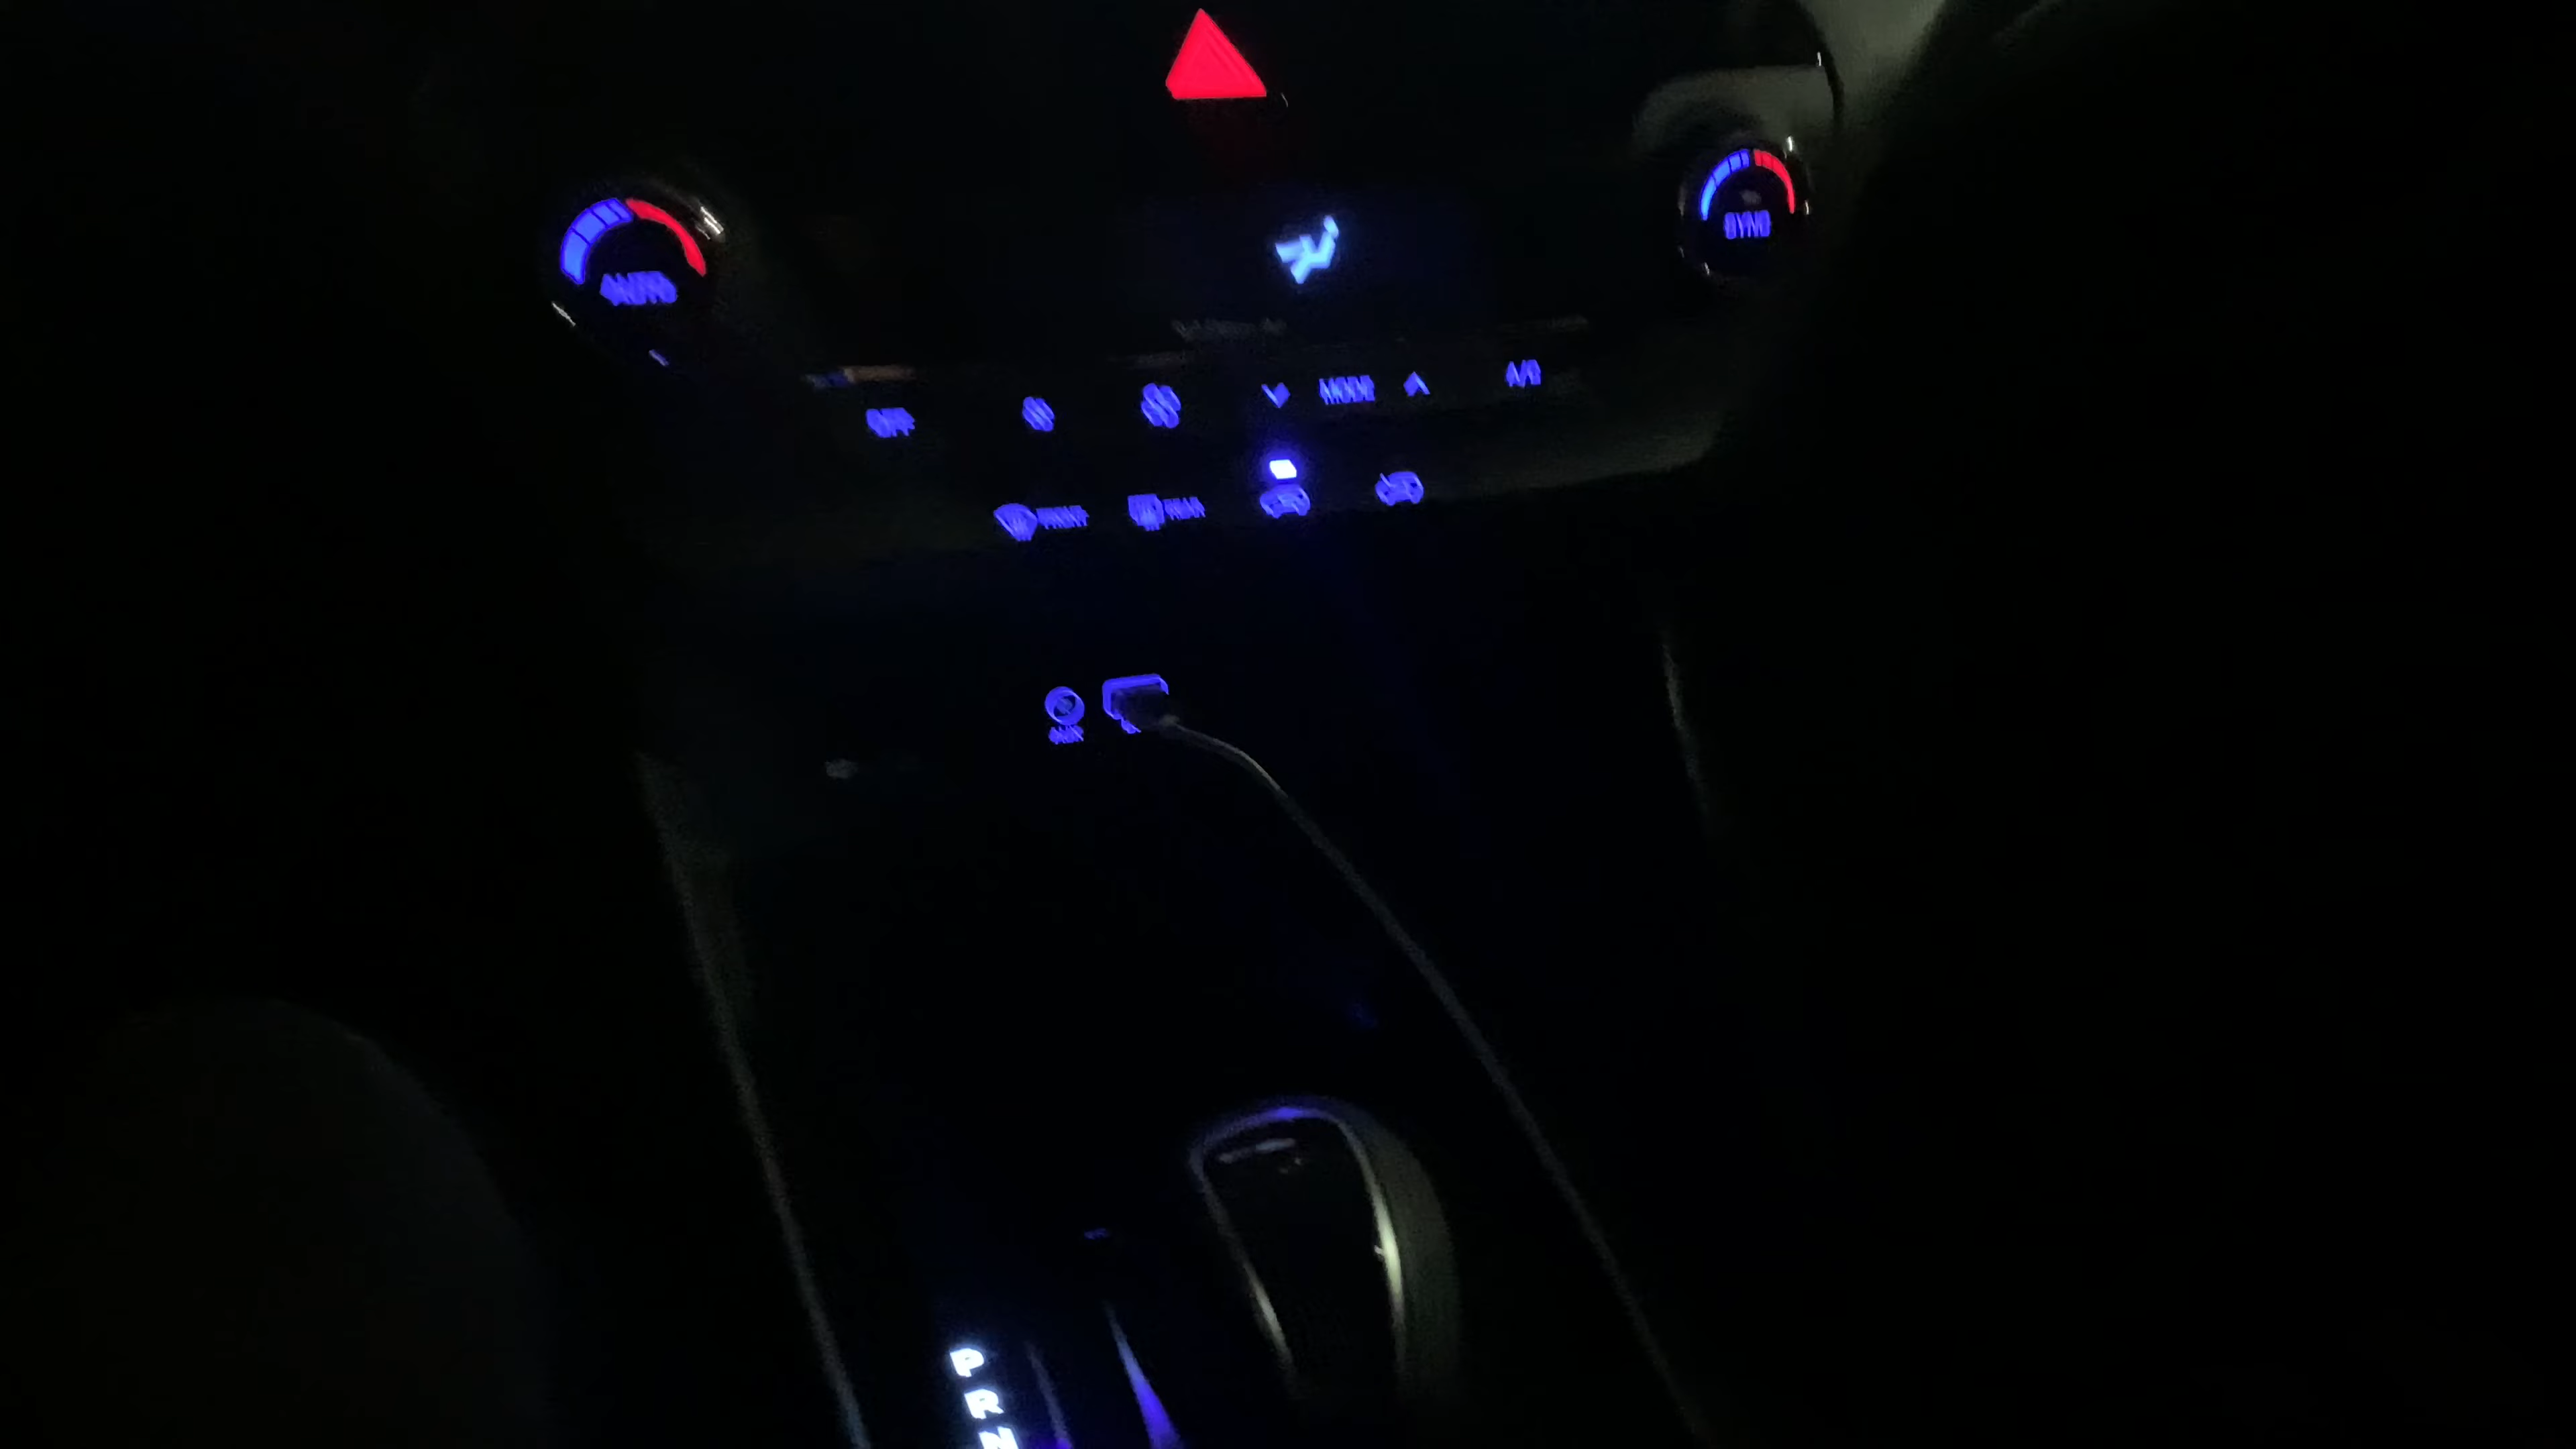 SYNC
AUTO
OFF
MODE
A/C
FRONT
REAR
AUX
P
R
N